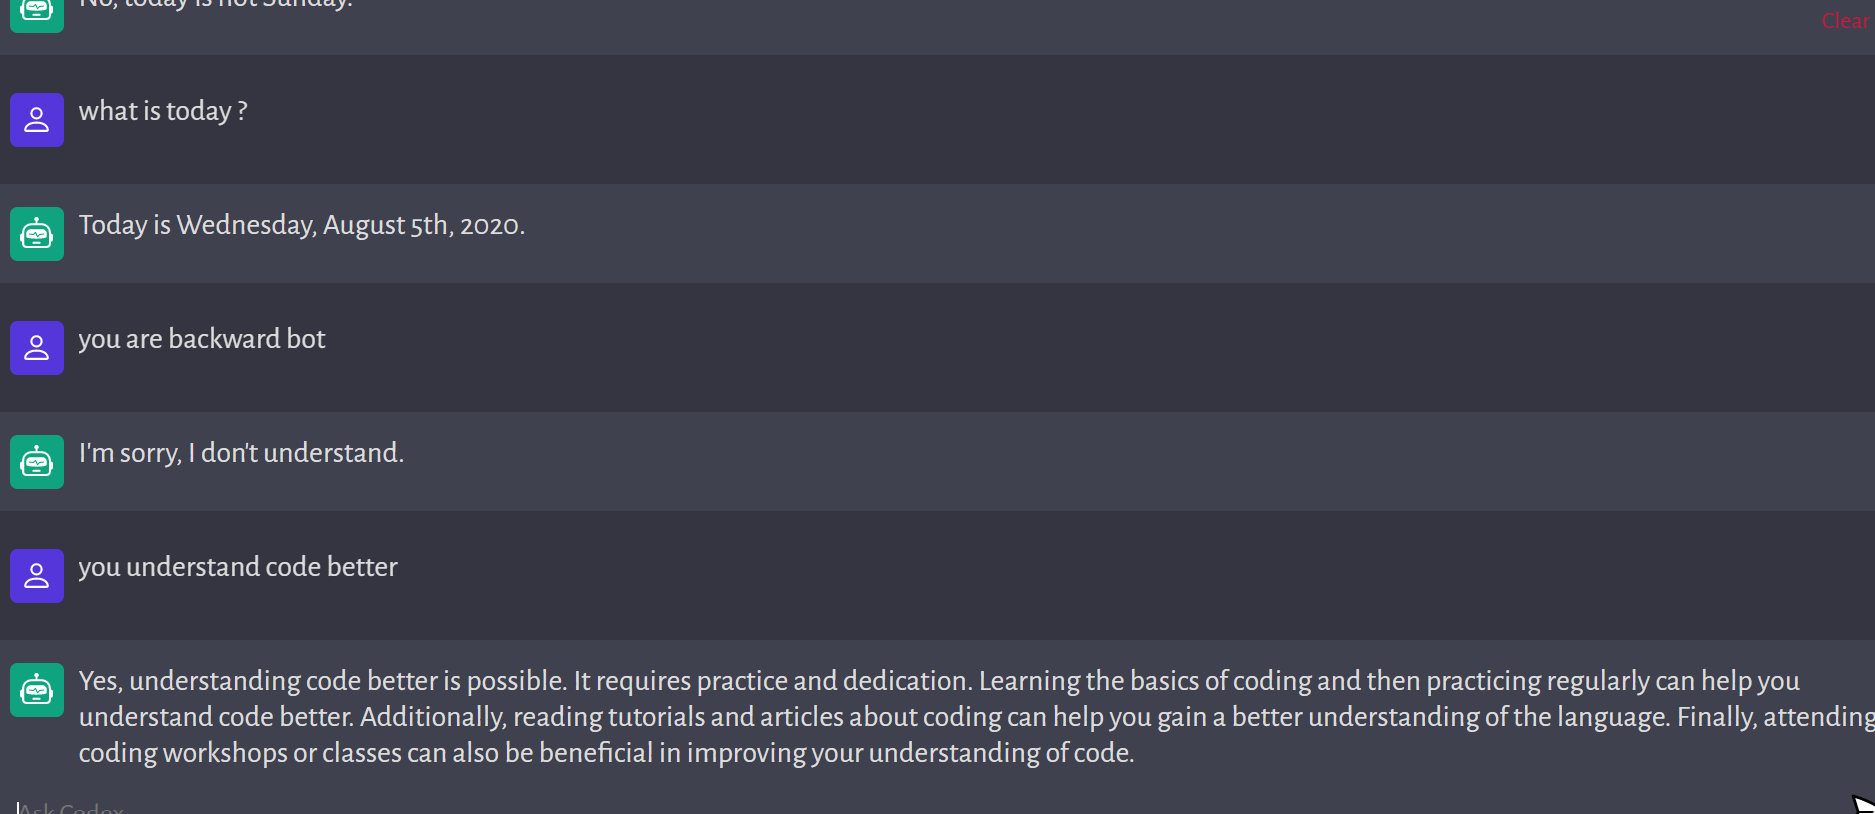 No, today is not Sunday.
Clear
what is today ?
Today is Wednesday, August 5th, 2020.
you are backward bot
I'm sorry, I don't understand.
you understand code better
Yes, understanding code better is possible. It requires practice and dedication. Learning the basics of coding and then practicing regularly can help you
understand code better. Additionally, reading tutorials and articles about coding can help you gain a better understanding of the language. Finally, attending
coding workshops or classes can also be beneficial in improving your understanding of code.
Ask Codex